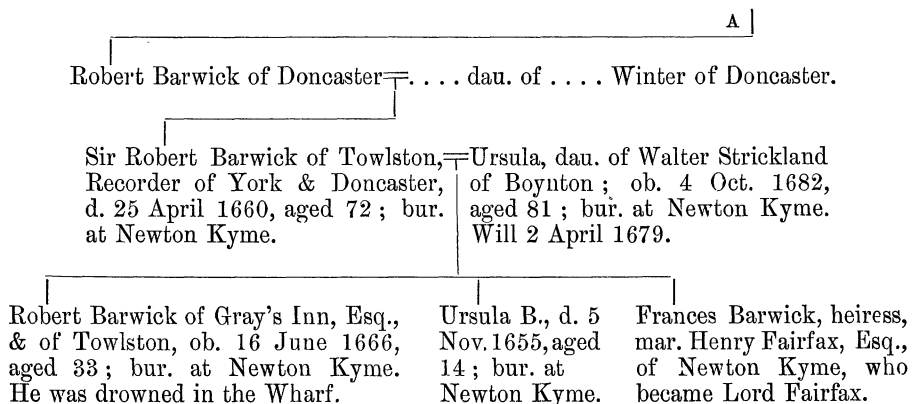 A
Robert Barwick of Doncaster=. . . . dau. of . . . . Winter of Doncaster.
Sir Robert Barwick of Towlston,
Recorder of York & Doncaster,
d. 25 April 1660, aged 72 ; bur.
at Newton Kyme.
=Ursula, dau. of Walter Strickland
of Boynton ; ob. 4 Oct. 1682,
aged 81 ; bur. at Newton Kyme.
Will 2 April 1679.
Robert Barwick of Gray's Inn, Esq.,
& of Towlston, ob. 16 June 1666,
aged 33 ; bur. at Newton Kyme.
He was drowned in the Wharf.
Ursula B., d. 5
Nov. 1655, aged
14 ; bur. at
Newton Kyme.
Frances Barwick, heiress,
mar. Henry Fairfax, Esq.,
of Newton Kyme, who
became Lord Fairfax.